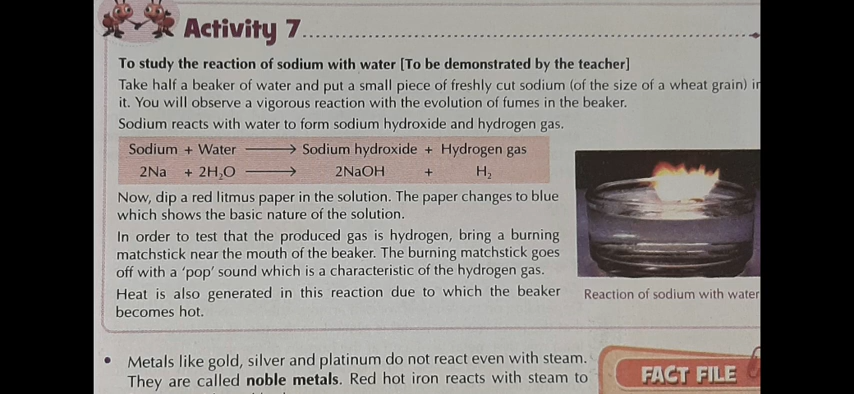 Activity 7
To study the reaction of sodium with water [To be demonstrated by the teacher]
Take half a beaker of water and put a small piece of freshly cut sodium (of the size of a wheat grain)
it. You will observe a vigorous reaction with the evolution of fumes in the beaker.
Sodium reacts with water to form sodium hydroxide and hydrogen gas.
Sodium + Water ⟶ Sodium hydroxide + Hydrogen gas
2Na + 2H₂O ⟶ 2NaOH + H₂
Now, dip a red litmus paper in the solution. The paper changes to blue
which shows the basic nature of the solution.
In order to test that the produced gas is hydrogen, bring a burning
matchstick near the mouth of the beaker. The burning matchstick goes
off with a ‘pop’ sound which is a characteristic of the hydrogen gas.
Heat is also generated in this reaction due to which the beaker
becomes hot.
Reaction of sodium with water
• Metals like gold, silver and platinum do not react even with steam.
They are called noble metals. Red hot iron reacts with steam to
FACT FILE